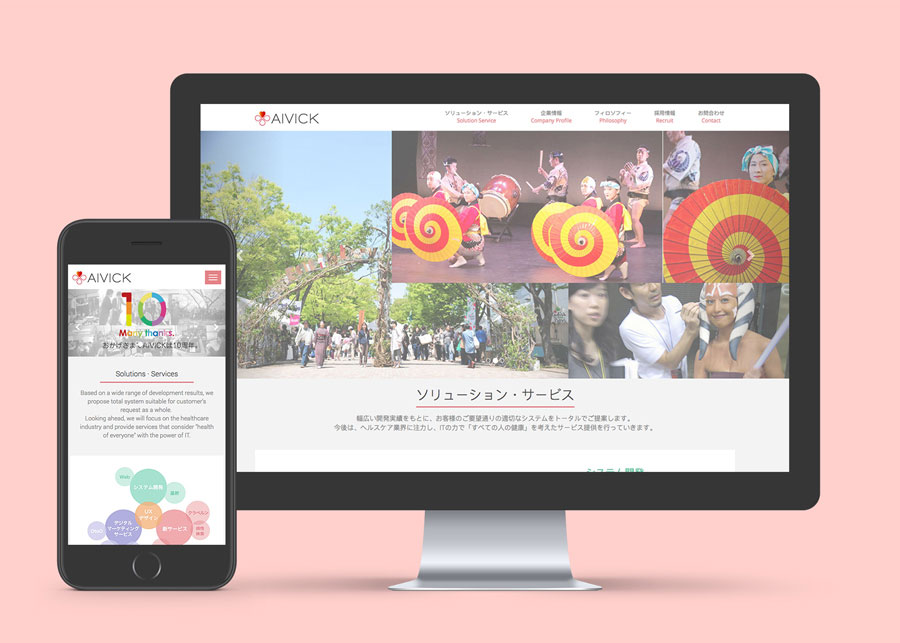 AIVICK
ソリューション・サービス
Solution Service
企業情報
Company Profile
フィロソフィー
Philosophy
採用情報
Recruit
お問合わせ
Contact
ソリューション・サービス
幅広い開発実績をもとに、お客様のご要望通りの適切なシステムをトータルでご提案します。
今後は、ヘルスケア業界に注力し、ITの力で「すべての人の健康」を考えたサービス提供を行っていきます。
システム開発
AIVICK
10
Many thanks.
おかげさまでAIVICKは10周年。
Solutions · Services
Based on a wide range of development results, we
propose total system suitable for customer's
request as a whole.
Looking ahead, we will focus on the healthcare
industry and provide services that consider "health
of everyone" with the power of IT.
Web
システム開発
基幹
UX
デザイン
デジタル
マーケティング
サービス
新サービス